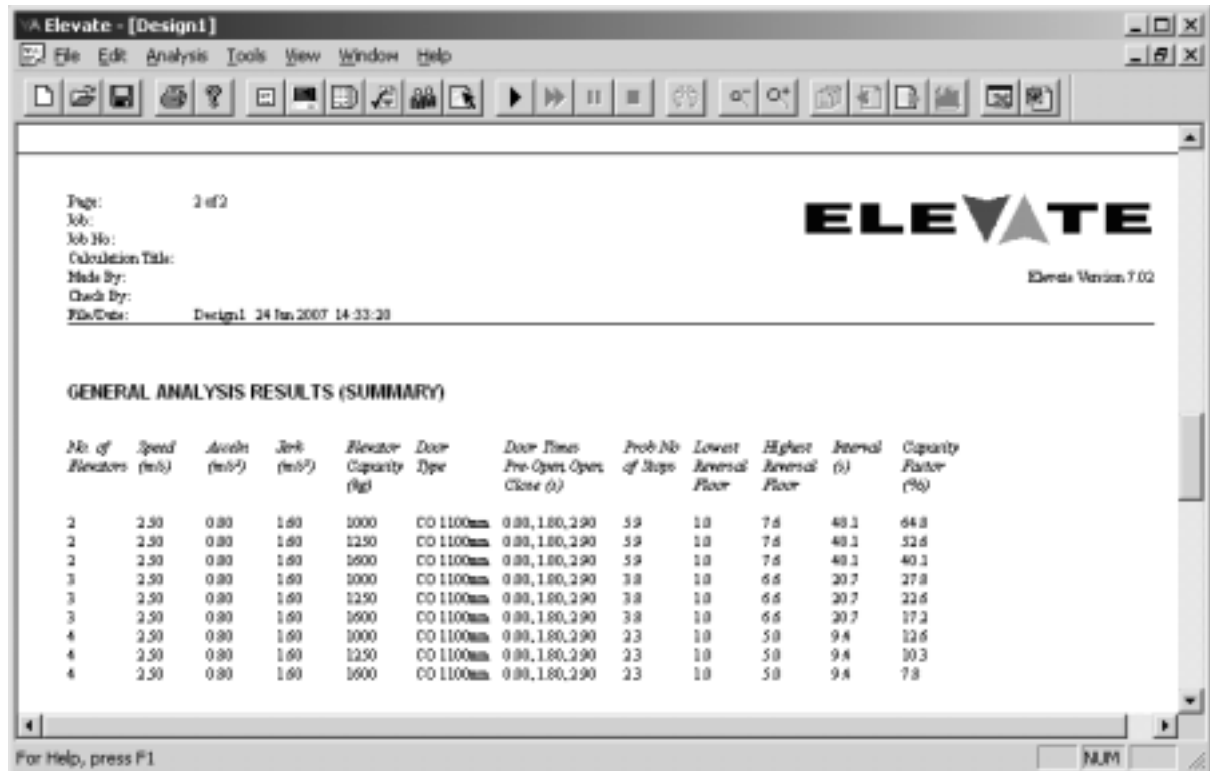 Elevate - [Design1]
File Edit Analysis Tools View Window Help
Page: 2 of 2
Job:
Job No:
Calculation Title:
Made By:
Check By:
File/Date: Design1 24 Jan 2007 14:33:20
ELEVATE
Elevate Version 7.02
GENERAL ANALYSIS RESULTS (SUMMARY)
No. of Speed Acceln Jerk Elevator Door Door Times Prob No Lowest Highest Interval Capacity
Elevators (m/s) (m/s²) (m/s³) Capacity Type Pre-Open, Open, of Stops Reversal Reversal (s) Factor
(kg) Close (s) Floor Floor (%)
2 2.50 0.80 1.60 1000 CO 1100mm 0.00, 1.80, 2.90 5.9 1.0 7.6 48.1 64.8
2 2.50 0.80 1.60 1250 CO 1100mm 0.00, 1.80, 2.90 5.9 1.0 7.6 48.1 52.6
2 2.50 0.80 1.60 1600 CO 1100mm 0.00, 1.80, 2.90 5.9 1.0 7.6 48.1 40.1
3 2.50 0.80 1.60 1000 CO 1100mm 0.00, 1.80, 2.90 3.8 1.0 6.6 20.7 27.8
3 2.50 0.80 1.60 1250 CO 1100mm 0.00, 1.80, 2.90 3.8 1.0 6.6 20.7 22.6
3 2.50 0.80 1.60 1600 CO 1100mm 0.00, 1.80, 2.90 3.8 1.0 6.6 20.7 17.2
4 2.50 0.80 1.60 1000 CO 1100mm 0.00, 1.80, 2.90 2.3 1.0 5.0 9.4 12.6
4 2.50 0.80 1.60 1250 CO 1100mm 0.00, 1.80, 2.90 2.3 1.0 5.0 9.4 10.3
4 2.50 0.80 1.60 1600 CO 1100mm 0.00, 1.80, 2.90 2.3 1.0 5.0 9.4 7.8
For Help, press F1
NUM